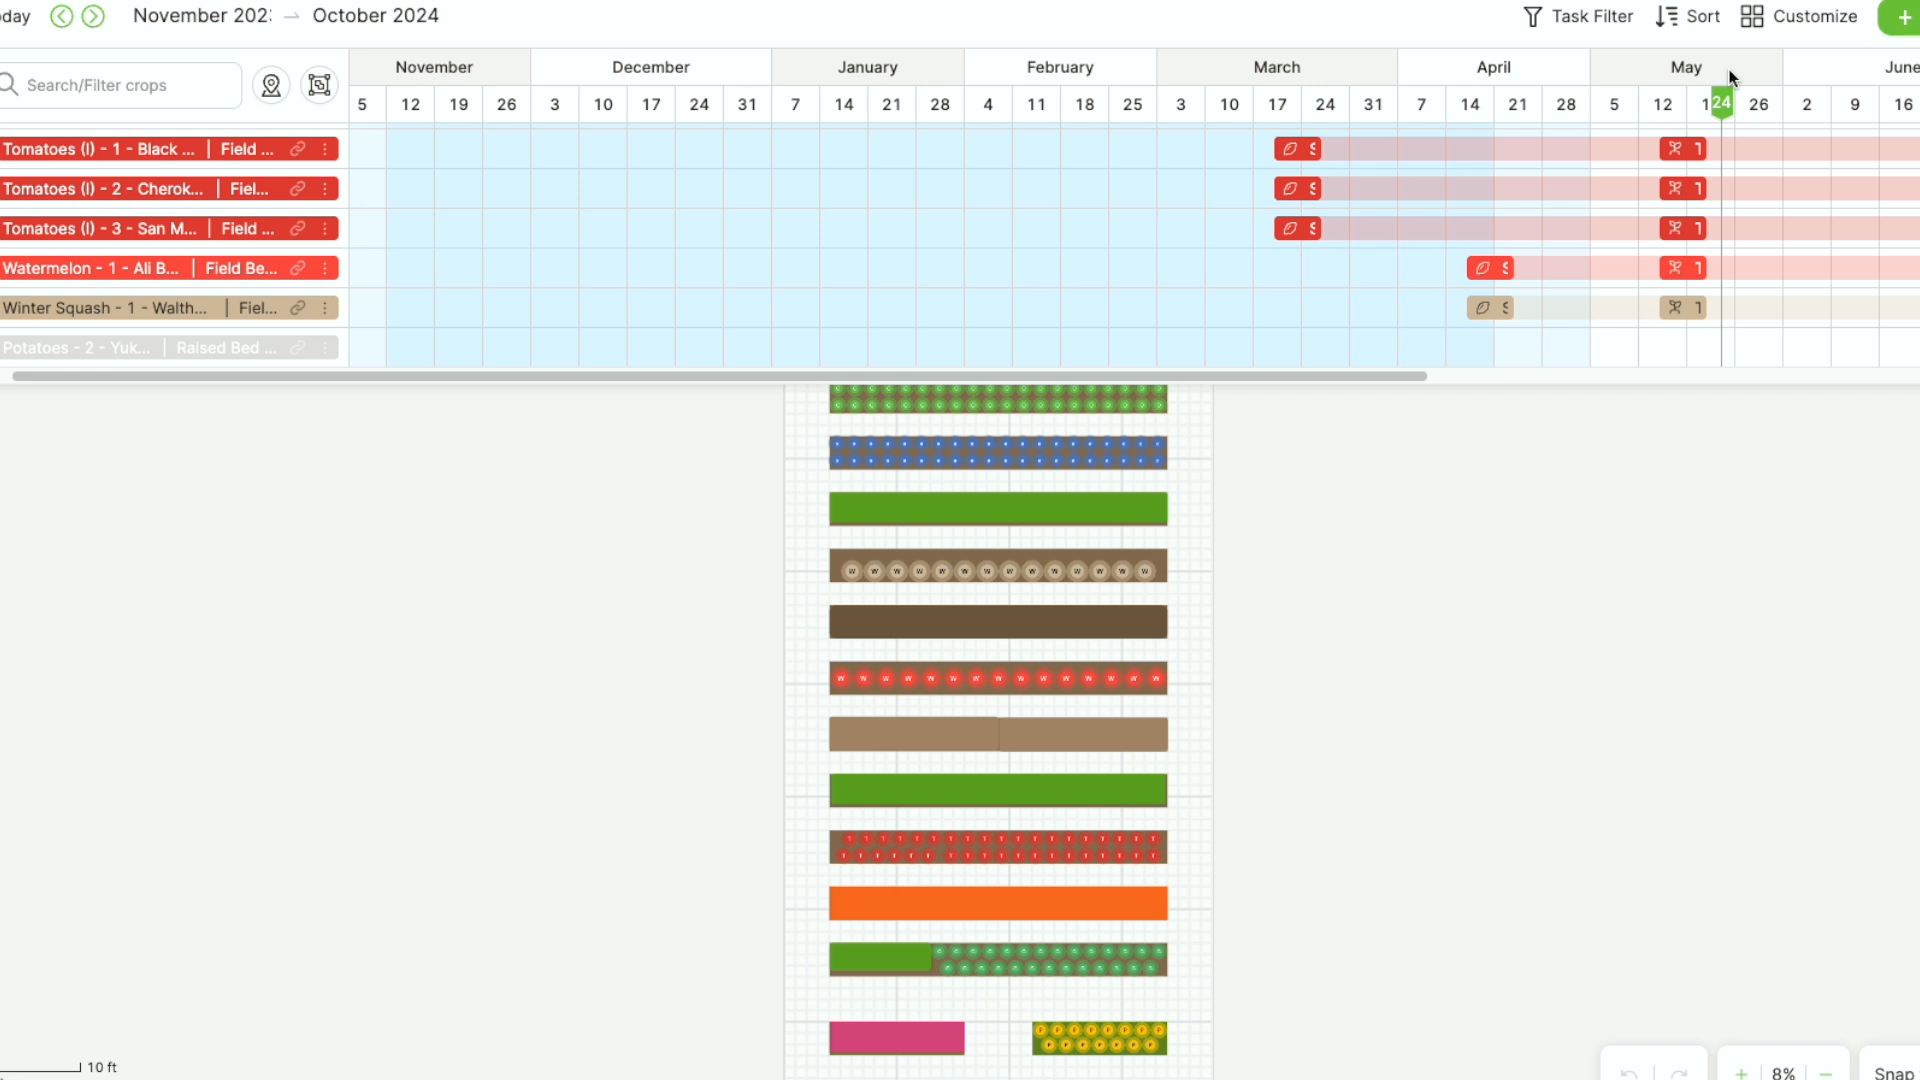 day November 202 → October 2024 Task Filter Sort Customize +
Search/Filter crops
November December January February March April May June
5 12 19 26 3 10 17 24 31 7 14 21 28 4 11 18 25 3 10 17 24 31 7 14 21 28 5 12 1 24 26 2 9 16
Tomatoes (I) - 1 - Black ... | Field ...
Tomatoes (I) - 2 - Cherok... | Fiel...
Tomatoes (I) - 3 - San M... | Field ...
Watermelon - 1 - Ali B... | Field Be...
Winter Squash - 1 - Walth... | Fiel...
Potatoes - 2 - Yuk... | Raised Bed ...
W W W W W W W W W W W W W W
W W W W W W W W W W W W W W W
10 ft
+ 8% − Snap